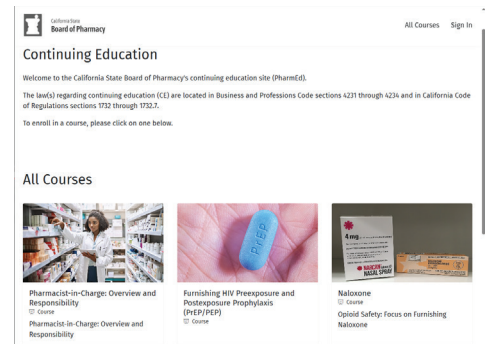 California State
Board of Pharmacy
All Courses Sign In
Continuing Education
Welcome to the California State Board of Pharmacy's continuing education site (PharmEd).
The law(s) regarding continuing education (CE) are located in Business and Professions Code sections 4231 through 4234 and in California Code
of Regulations sections 1732 through 1732.7.
To enroll in a course, please click on one below.
All Courses
PrEP
4 mg
NARCAN
NASAL SPRAY
Pharmacist-in-Charge: Overview and
Responsibility
Course
Pharmacist-in-Charge: Overview and
Responsibility
Furnishing HIV Preexposure and
Postexposure Prophylaxis
(PrEP/PEP)
Course
Naloxone
Course
Opioid Safety: Focus on Furnishing
Naloxone